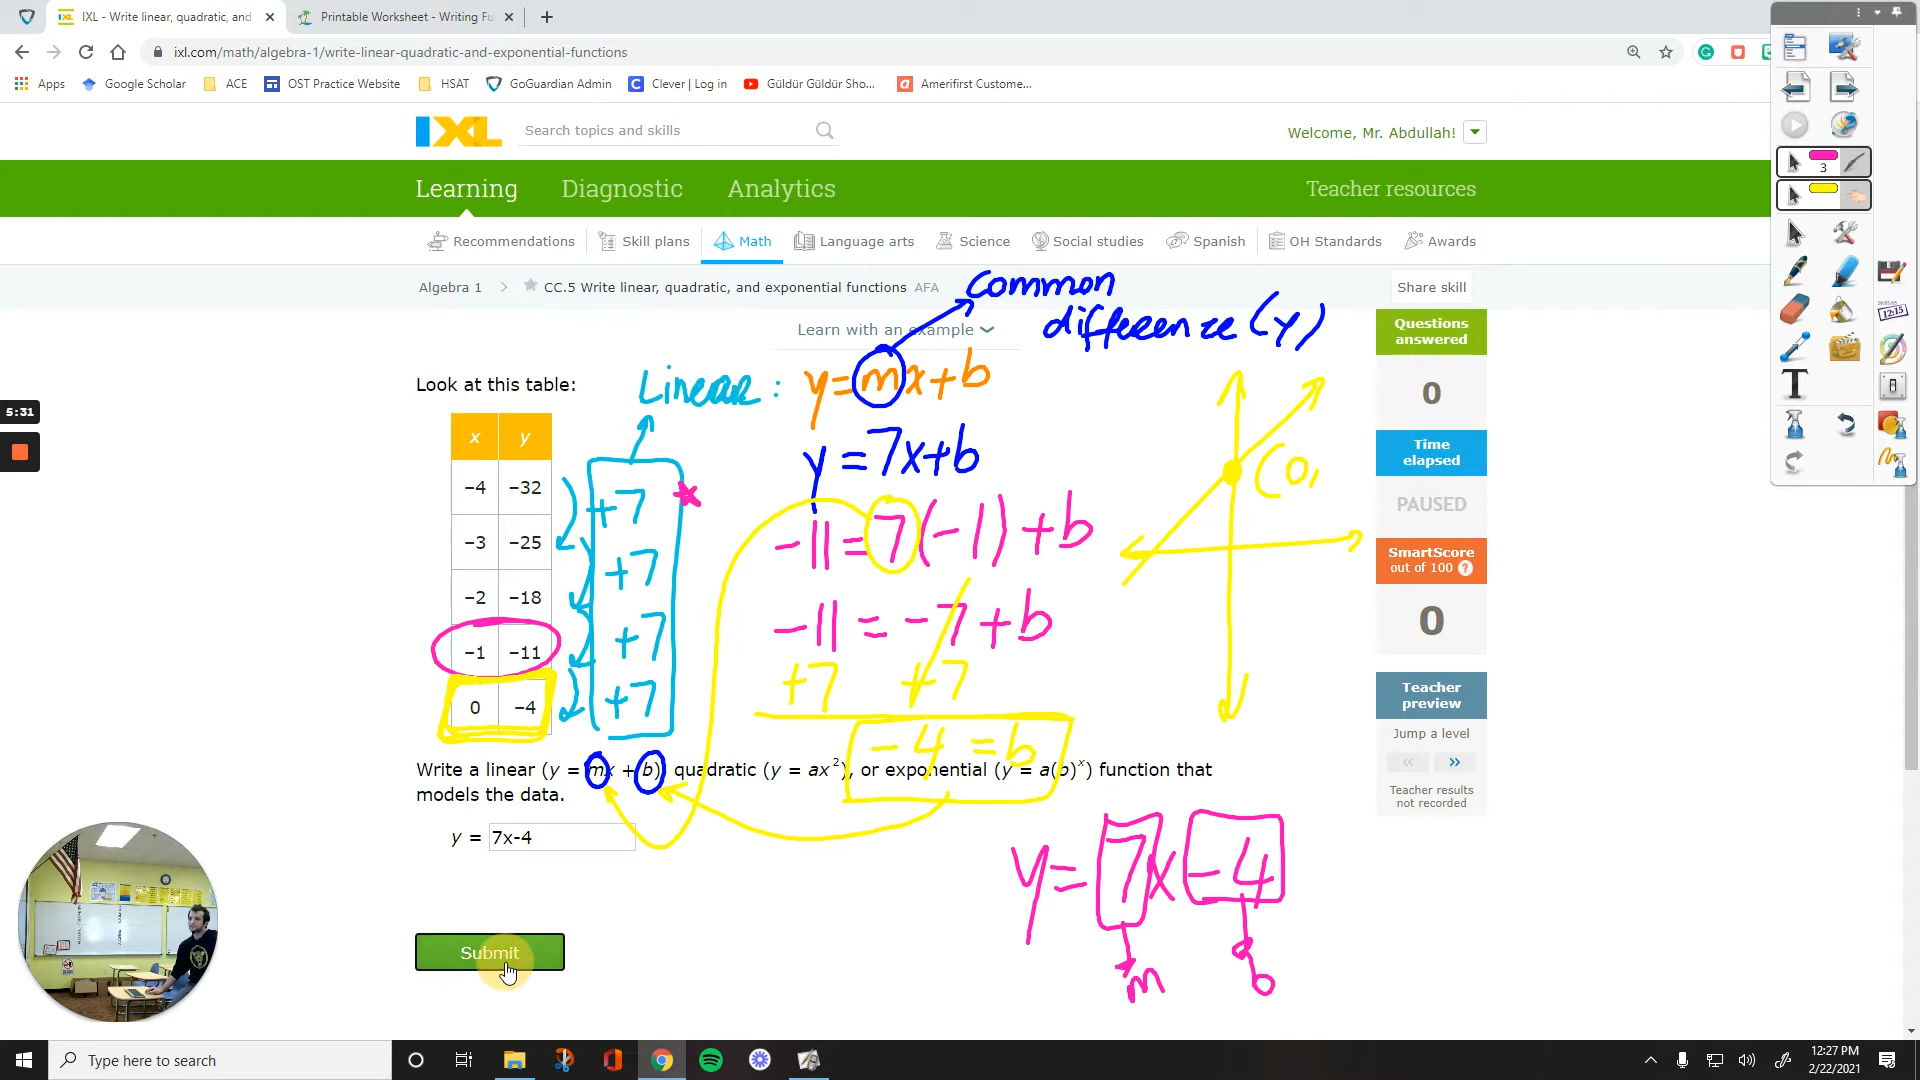 IXL - Write linear, quadratic, and
Printable Worksheet - Writing Fu
ixl.com/math/algebra-1/write-linear-quadratic-and-exponential-functions
Apps Google Scholar ACE OST Practice Website HSAT GoGuardian Admin Clever | Log in Güldür Güldür Sho... Amerifirst Custome...
IXL
Search topics and skills
Welcome, Mr. Abdullah!
Learning Diagnostic Analytics Teacher resources
Recommendations Skill plans Math Language arts Science Social studies Spanish OH Standards Awards
Algebra 1 > CC.5 Write linear, quadratic, and exponential functions AFA
Share skill
Common
difference (y)
Learn with an example
Look at this table:
Linear : y = mx + b
x y
-4 -32
-3 -25
-2 -18
-1 -11
0 -4
+7
+7
+7
+7
y = 7x+b
-11 = 7(-1) + b
-11 = -7 + b
+7 +7
-4 = b
(0,
Write a linear (y = mx + b), quadratic (y = ax²), or exponential (y = a(b)ˣ) function that
models the data.
y = 7x-4
y = 7x - 4
m b
Submit
Questions
answered
0
Time
elapsed
PAUSED
SmartScore
out of 100 ?
0
Teacher
preview
Jump a level
<< >>
Teacher results
not recorded
5:31
3
12:15
T
Type here to search
12:27 PM
2/22/2021